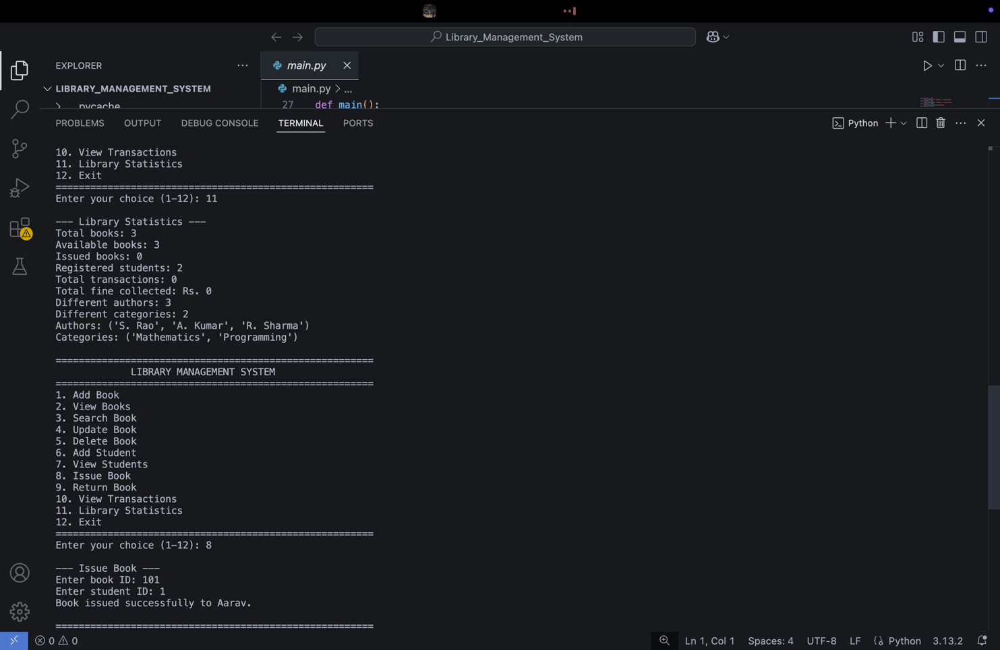 Library_Management_System
EXPLORER
main.py
LIBRARY_MANAGEMENT_SYSTEM
main.py > ...
__pycache__
27 def main():
PROBLEMS OUTPUT DEBUG CONSOLE TERMINAL PORTS
Python
10. View Transactions
11. Library Statistics
12. Exit
=======================================================
Enter your choice (1-12): 11
--- Library Statistics ---
Total books: 3
Available books: 3
Issued books: 0
Registered students: 2
Total transactions: 0
Total fine collected: Rs. 0
Different authors: 3
Different categories: 2
Authors: ('S. Rao', 'A. Kumar', 'R. Sharma')
Categories: ('Mathematics', 'Programming')
=======================================================
LIBRARY MANAGEMENT SYSTEM
=======================================================
1. Add Book
2. View Books
3. Search Book
4. Update Book
5. Delete Book
6. Add Student
7. View Students
8. Issue Book
9. Return Book
10. View Transactions
11. Library Statistics
12. Exit
=======================================================
Enter your choice (1-12): 8
--- Issue Book ---
Enter book ID: 101
Enter student ID: 1
Book issued successfully to Aarav.
=======================================================
0 0
Ln 1, Col 1 Spaces: 4 UTF-8 LF Python 3.13.2